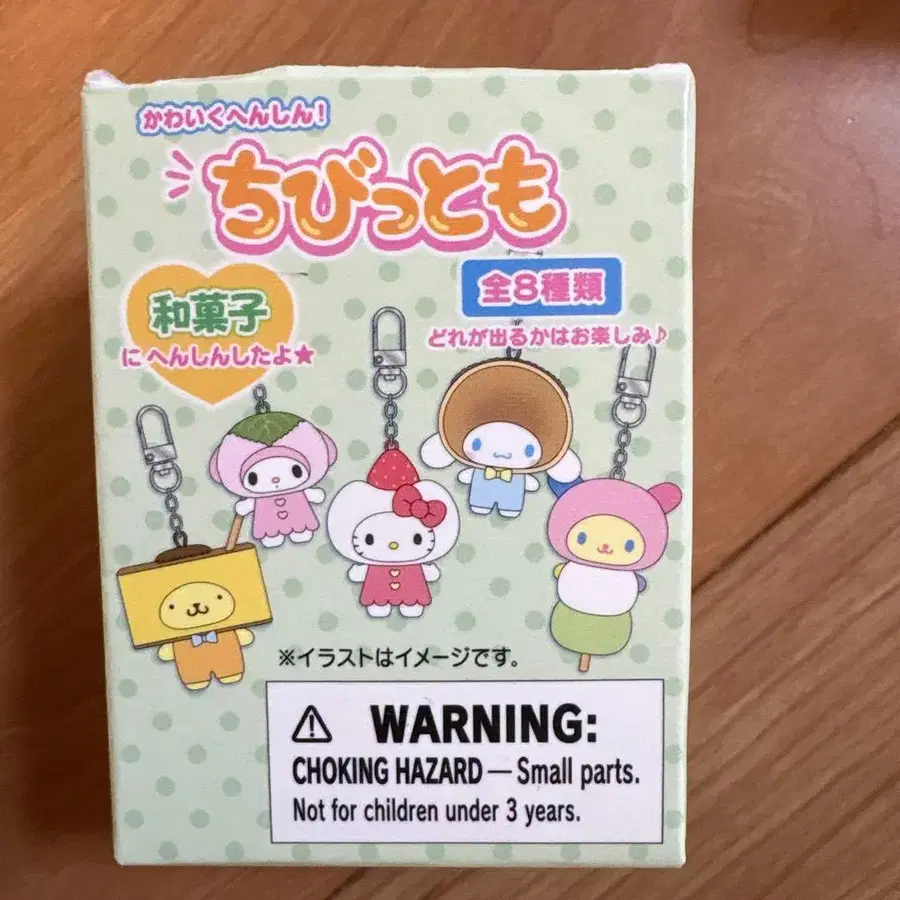 かわいくへんしん！
ちびっとも
和菓子
にへんしんしたよ★
全8種類
どれが出るかはお楽しみ♪
※イラストはイメージです。
⚠ WARNING:
CHOKING HAZARD — Small parts.
Not for children under 3 years.